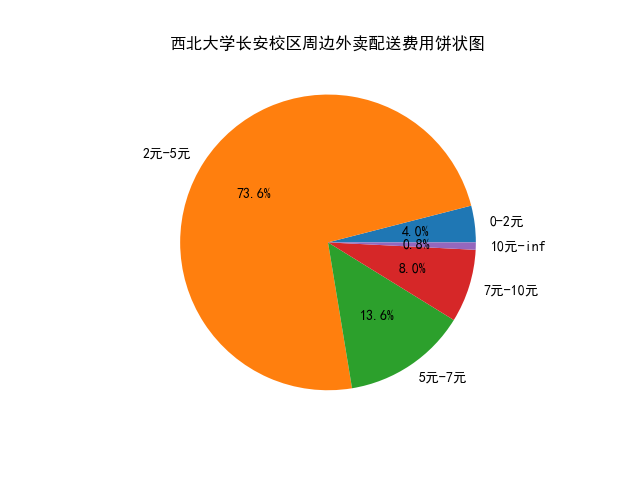 西北大学长安校区周边外卖配送费用饼状图
2元-5元
73.6%
0-2元
4.0%
0.8%
10元-inf
8.0%
7元-10元
13.6%
5元-7元